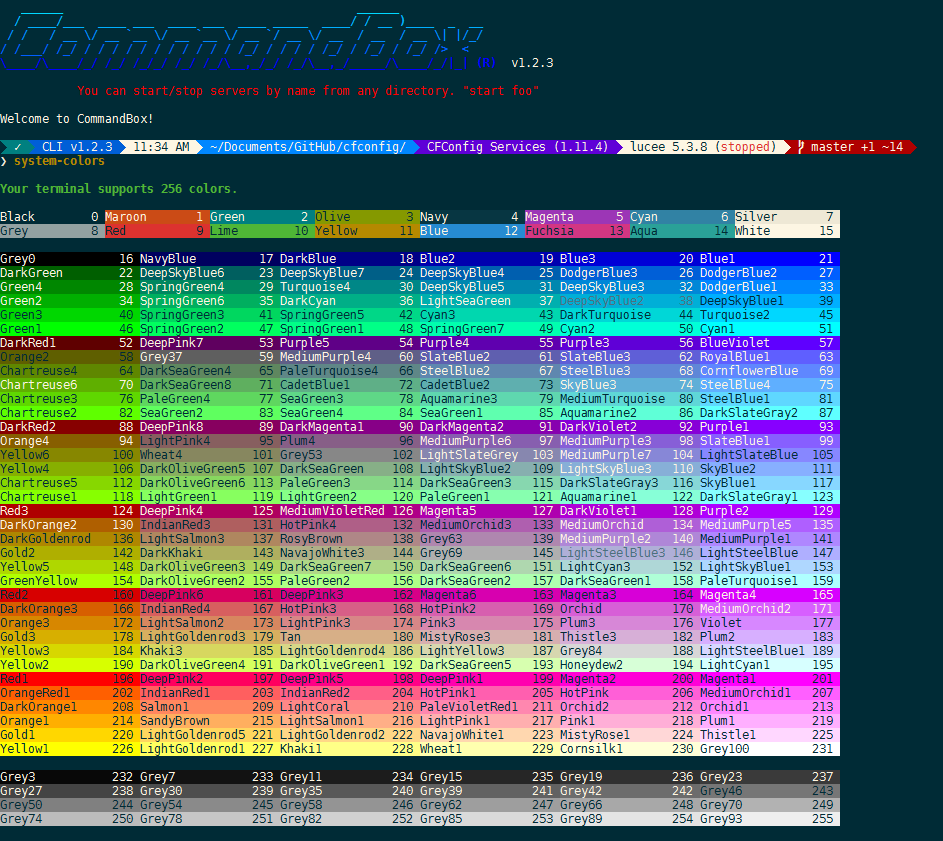 CommandBox (R) v1.2.3
You can start/stop servers by name from any directory. "start foo"
Welcome to CommandBox!
✓ CLI v1.2.3 11:34 AM ~/Documents/GitHub/cfconfig/ CFConfig Services (1.11.4) lucee 5.3.8 (stopped) master +1 ~14
❯ system-colors
Your terminal supports 256 colors.
Black 0 Maroon 1 Green 2 Olive 3 Navy 4 Magenta 5 Cyan 6 Silver 7
Grey 8 Red 9 Lime 10 Yellow 11 Blue 12 Fuchsia 13 Aqua 14 White 15
Grey0 16 NavyBlue 17 DarkBlue 18 Blue2 19 Blue3 20 Blue1 21
DarkGreen 22 DeepSkyBlue6 23 DeepSkyBlue7 24 DeepSkyBlue4 25 DodgerBlue3 26 DodgerBlue2 27
Green4 28 SpringGreen4 29 Turquoise4 30 DeepSkyBlue5 31 DeepSkyBlue3 32 DodgerBlue1 33
Green2 34 SpringGreen6 35 DarkCyan 36 LightSeaGreen 37 DeepSkyBlue2 38 DeepSkyBlue1 39
Green3 40 SpringGreen3 41 SpringGreen5 42 Cyan3 43 DarkTurquoise 44 Turquoise2 45
Green1 46 SpringGreen2 47 SpringGreen1 48 SpringGreen7 49 Cyan2 50 Cyan1 51
DarkRed1 52 DeepPink7 53 Purple5 54 Purple4 55 Purple3 56 BlueViolet 57
Orange2 58 Grey37 59 MediumPurple4 60 SlateBlue2 61 SlateBlue3 62 RoyalBlue1 63
Chartreuse4 64 DarkSeaGreen4 65 PaleTurquoise4 66 SteelBlue2 67 SteelBlue3 68 CornflowerBlue 69
Chartreuse6 70 DarkSeaGreen8 71 CadetBlue1 72 CadetBlue2 73 SkyBlue3 74 SteelBlue4 75
Chartreuse3 76 PaleGreen4 77 SeaGreen3 78 Aquamarine3 79 MediumTurquoise 80 SteelBlue1 81
Chartreuse2 82 SeaGreen2 83 SeaGreen4 84 SeaGreen1 85 Aquamarine2 86 DarkSlateGray2 87
DarkRed2 88 DeepPink8 89 DarkMagenta1 90 DarkMagenta2 91 DarkViolet2 92 Purple1 93
Orange4 94 LightPink4 95 Plum4 96 MediumPurple6 97 MediumPurple3 98 SlateBlue1 99
Yellow6 100 Wheat4 101 Grey53 102 LightSlateGrey 103 MediumPurple7 104 LightSlateBlue 105
Yellow4 106 DarkOliveGreen5 107 DarkSeaGreen 108 LightSkyBlue2 109 LightSkyBlue3 110 SkyBlue2 111
Chartreuse5 112 DarkOliveGreen6 113 PaleGreen3 114 DarkSeaGreen3 115 DarkSlateGray3 116 SkyBlue1 117
Chartreuse1 118 LightGreen1 119 LightGreen2 120 PaleGreen1 121 Aquamarine1 122 DarkSlateGray1 123
Red3 124 DeepPink4 125 MediumVioletRed 126 Magenta5 127 DarkViolet1 128 Purple2 129
DarkOrange2 130 IndianRed3 131 HotPink4 132 MediumOrchid3 133 MediumOrchid 134 MediumPurple5 135
DarkGoldenrod 136 LightSalmon3 137 RosyBrown 138 Grey63 139 MediumPurple2 140 MediumPurple1 141
Gold2 142 DarkKhaki 143 NavajoWhite3 144 Grey69 145 LightSteelBlue3 146 LightSteelBlue 147
Yellow5 148 DarkOliveGreen3 149 DarkSeaGreen7 150 DarkSeaGreen6 151 LightCyan3 152 LightSkyBlue1 153
GreenYellow 154 DarkOliveGreen2 155 PaleGreen2 156 DarkSeaGreen2 157 DarkSeaGreen1 158 PaleTurquoise1 159
Red2 160 DeepPink6 161 DeepPink3 162 Magenta6 163 Magenta3 164 Magenta4 165
DarkOrange3 166 IndianRed4 167 HotPink3 168 HotPink2 169 Orchid 170 MediumOrchid2 171
Orange3 172 LightSalmon2 173 LightPink3 174 Pink3 175 Plum3 176 Violet 177
Gold3 178 LightGoldenrod3 179 Tan 180 MistyRose3 181 Thistle3 182 Plum2 183
Yellow3 184 Khaki3 185 LightGoldenrod4 186 LightYellow3 187 Grey84 188 LightSteelBlue1 189
Yellow2 190 DarkOliveGreen4 191 DarkOliveGreen1 192 DarkSeaGreen5 193 Honeydew2 194 LightCyan1 195
Red1 196 DeepPink2 197 DeepPink5 198 DeepPink1 199 Magenta2 200 Magenta1 201
OrangeRed1 202 IndianRed1 203 IndianRed2 204 HotPink1 205 HotPink 206 MediumOrchid1 207
DarkOrange1 208 Salmon1 209 LightCoral 210 PaleVioletRed1 211 Orchid2 212 Orchid1 213
Orange1 214 SandyBrown 215 LightSalmon1 216 LightPink1 217 Pink1 218 Plum1 219
Gold1 220 LightGoldenrod5 221 LightGoldenrod2 222 NavajoWhite1 223 MistyRose1 224 Thistle1 225
Yellow1 226 LightGoldenrod1 227 Khaki1 228 Wheat1 229 Cornsilk1 230 Grey100 231
Grey3 232 Grey7 233 Grey11 234 Grey15 235 Grey19 236 Grey23 237
Grey27 238 Grey30 239 Grey35 240 Grey39 241 Grey42 242 Grey46 243
Grey50 244 Grey54 245 Grey58 246 Grey62 247 Grey66 248 Grey70 249
Grey74 250 Grey78 251 Grey82 252 Grey85 253 Grey89 254 Grey93 255